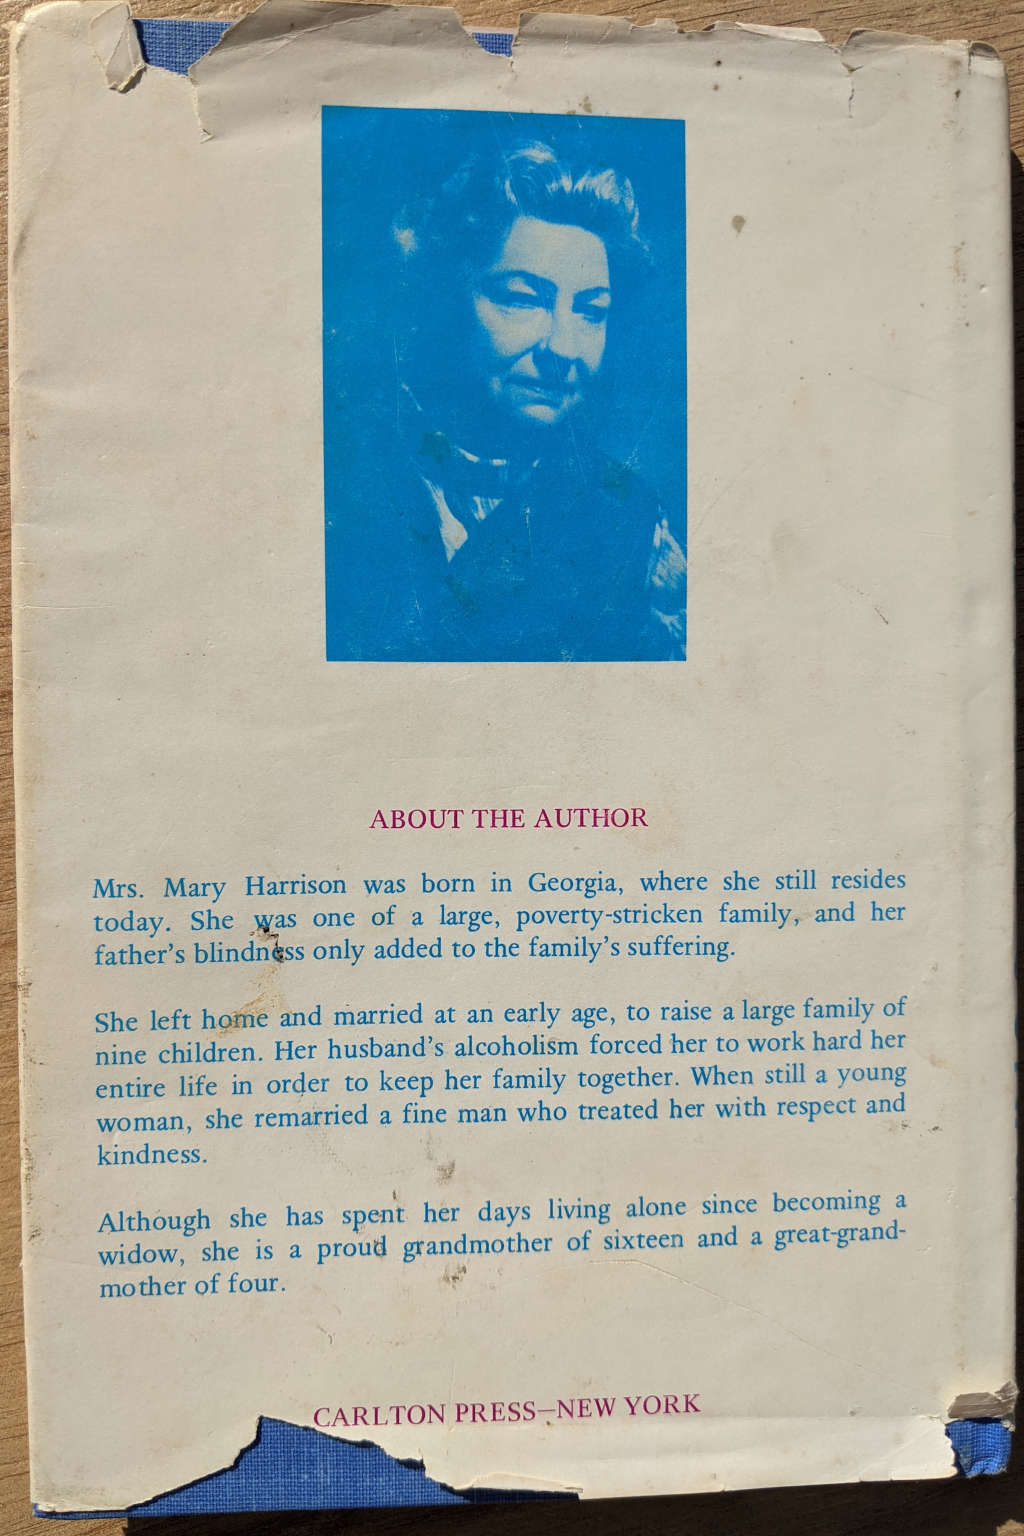 ABOUT THE AUTHOR
Mrs. Mary Harrison was born in Georgia, where she still resides
today. She was one of a large, poverty-stricken family, and her
father's blindness only added to the family's suffering.
She left home and married at an early age, to raise a large family of
nine children. Her husband's alcoholism forced her to work hard her
entire life in order to keep her family together. When still a young
woman, she remarried a fine man who treated her with respect and
kindness.
Although she has spent her days living alone since becoming a
widow, she is a proud grandmother of sixteen and a great-grand-
mother of four.
CARLTON PRESS—NEW YORK